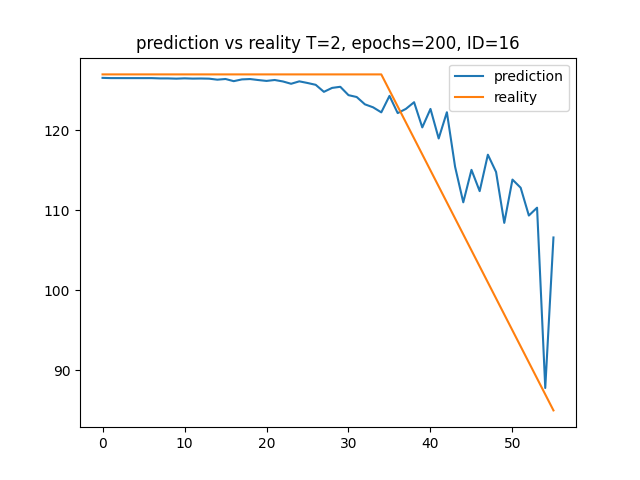 prediction vs reality T=2, epochs=200, ID=16
prediction
reality
120
110
100
90
0 10 20 30 40 50